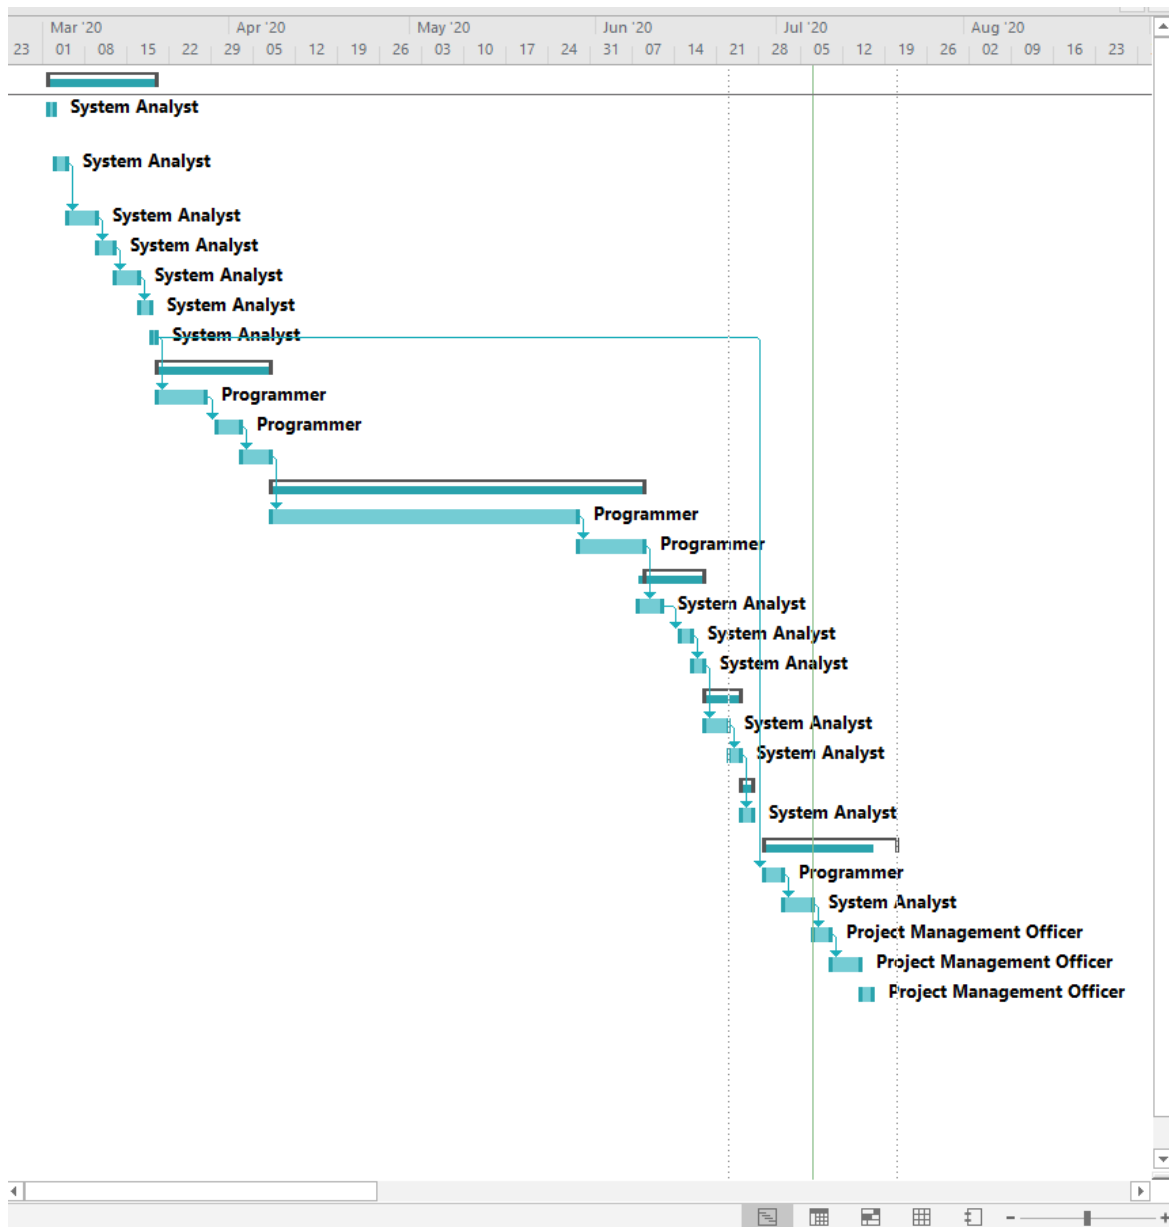 Mar '20 Apr '20 May '20 Jun '20 Jul '20 Aug '20
23 01 08 15 22 29 05 12 19 26 03 10 17 24 31 07 14 21 28 05 12 19 26 02 09 16 23
System Analyst
System Analyst
System Analyst
System Analyst
System Analyst
System Analyst
System Analyst
Programmer
Programmer
Programmer
Programmer
System Analyst
System Analyst
System Analyst
System Analyst
System Analyst
System Analyst
Programmer
System Analyst
Project Management Officer
Project Management Officer
Project Management Officer